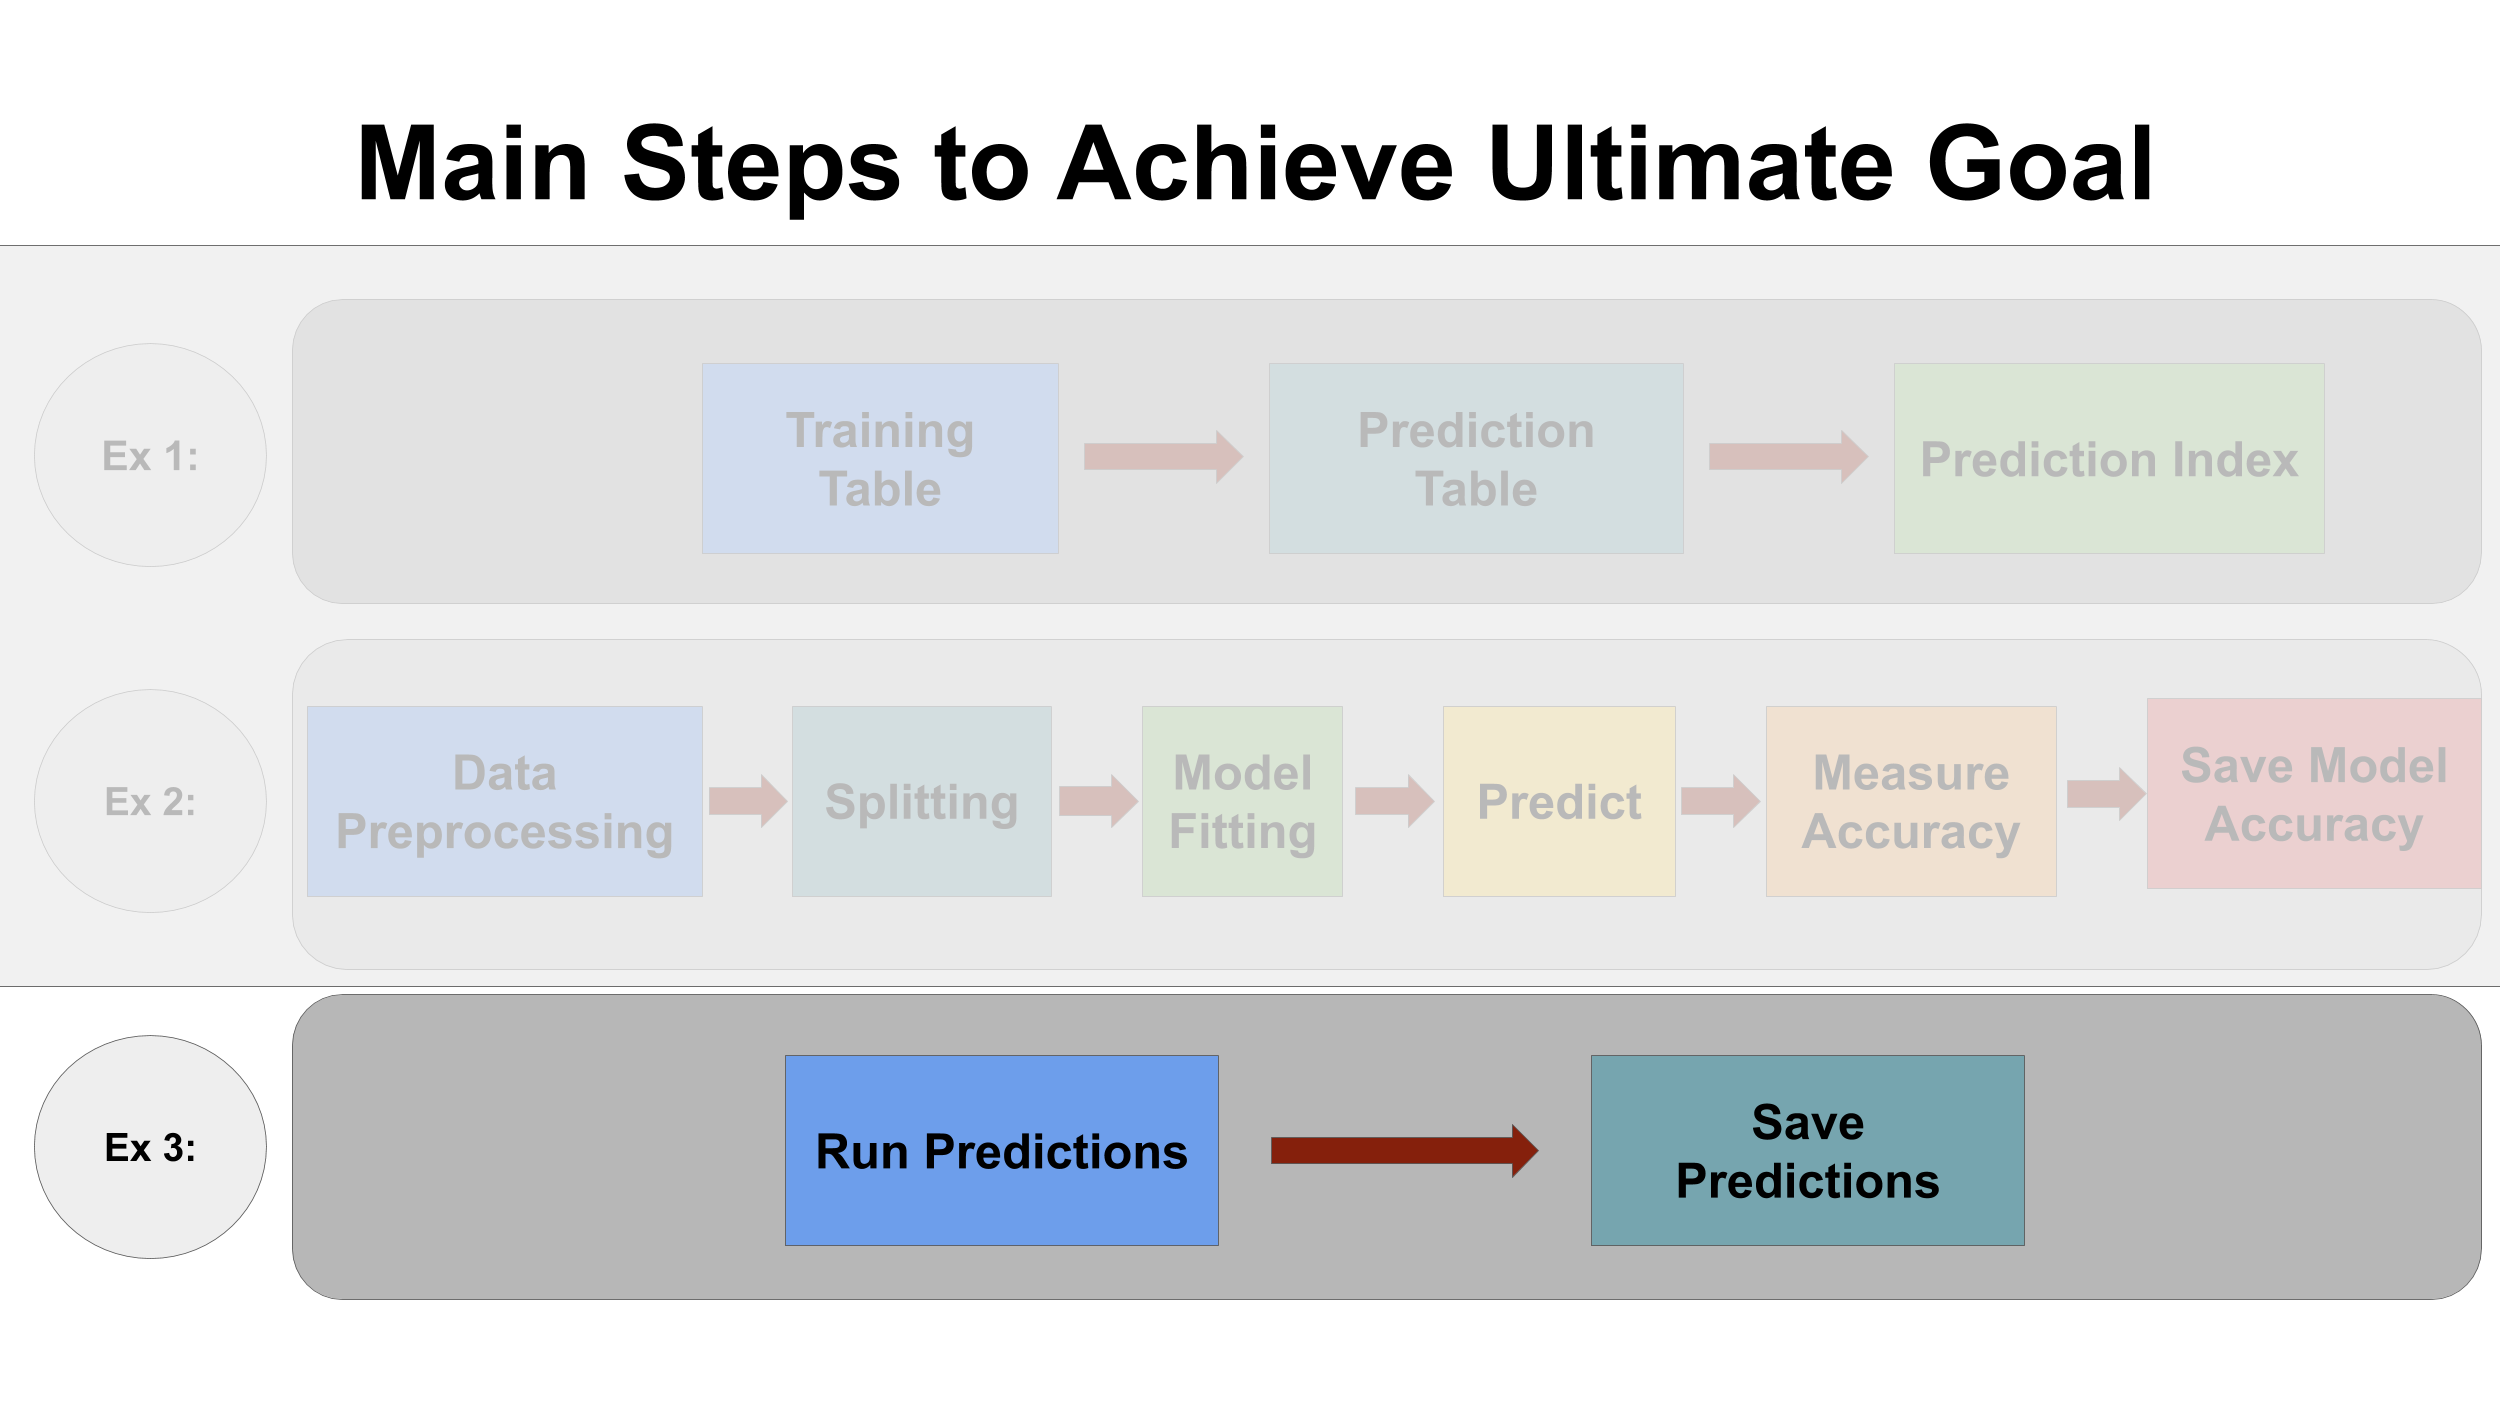 Main Steps to Achieve Ultimate Goal
Ex 1:
Training
Table
Prediction
Table
Prediction Index
Ex 2:
Data
Preprocessing
Splitting
Model
Fitting
Predict
Measure
Accuracy
Save Model
Accuracy
Ex 3:
Run Predictions
Save
Predictions